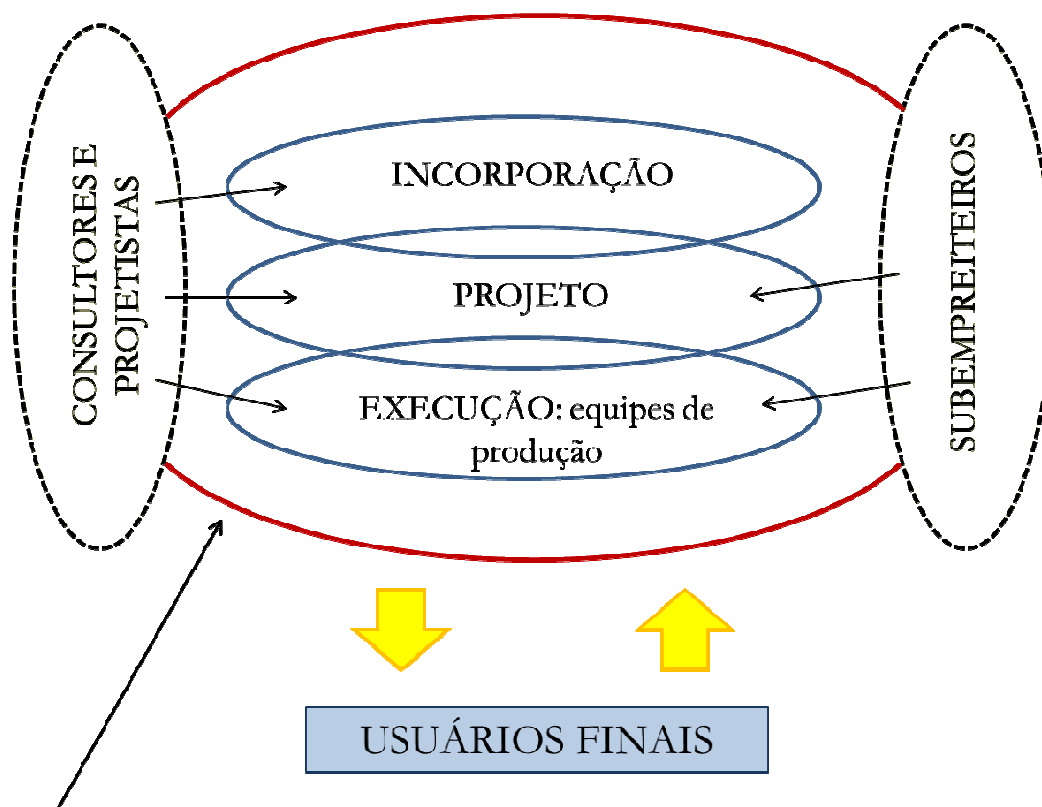 CONSULTORES E
PROJETISTAS
INCORPORAÇÃO
PROJETO
EXECUÇÃO: equipes de
produção
SUBEMPREITEIROS
USUÁRIOS FINAIS